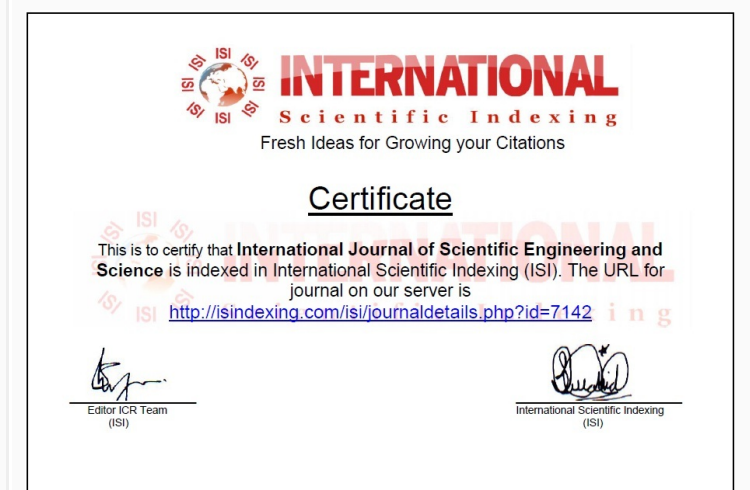 ISI ISI ISI ISI ISI ISI ISI ISI
INTERNATIONAL
Scientific Indexing
Fresh Ideas for Growing your Citations
Certificate
This is to certify that International Journal of Scientific Engineering and
Science is indexed in International Scientific Indexing (ISI). The URL for
journal on our server is
http://isindexing.com/isi/journaldetails.php?id=7142
Editor ICR Team
(ISI)
International Scientific Indexing
(ISI)